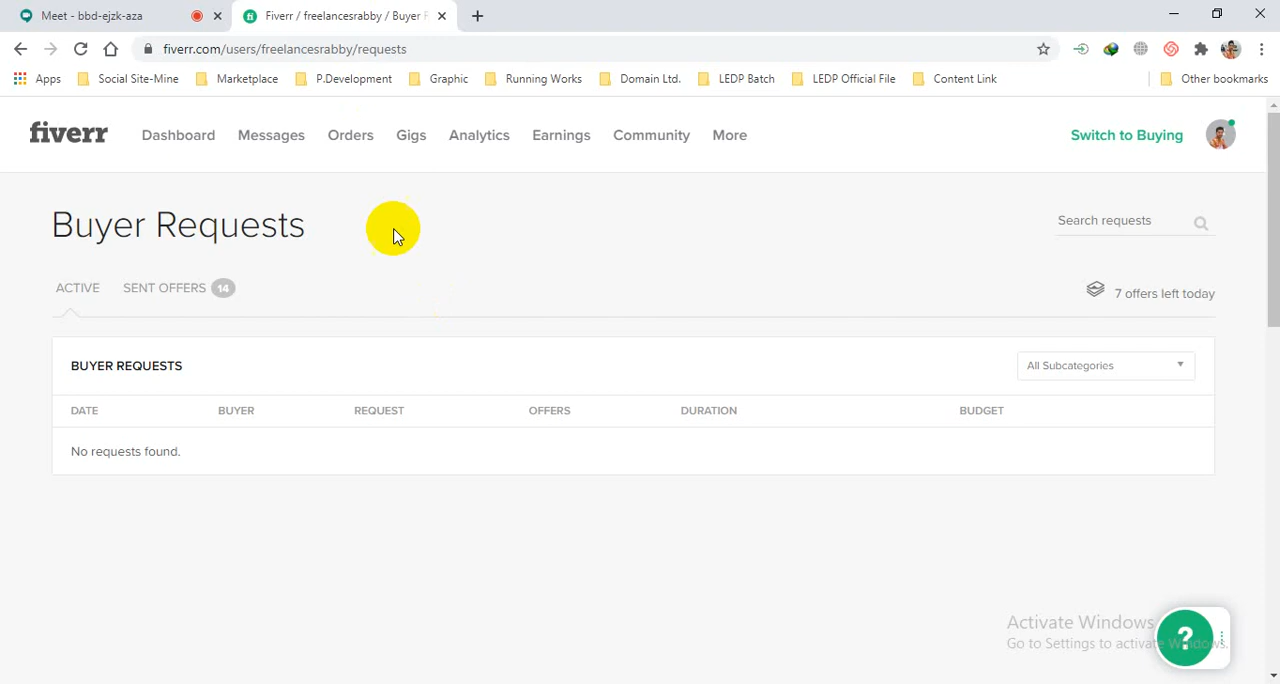 Meet - bbd-ejzk-aza
Fiverr / freelancesrabby / Buyer R
fiverr.com/users/freelancesrabby/requests
Apps Social Site-Mine Marketplace P.Development Graphic Running Works Domain Ltd. LEDP Batch LEDP Official File Content Link Other bookmarks
fiverr Dashboard Messages Orders Gigs Analytics Earnings Community More Switch to Buying
Buyer Requests
Search requests
ACTIVE SENT OFFERS 14
7 offers left today
BUYER REQUESTS
All Subcategories
DATE BUYER REQUEST OFFERS DURATION BUDGET
No requests found.
Activate Windows
Go to Settings to activate Windows.
?